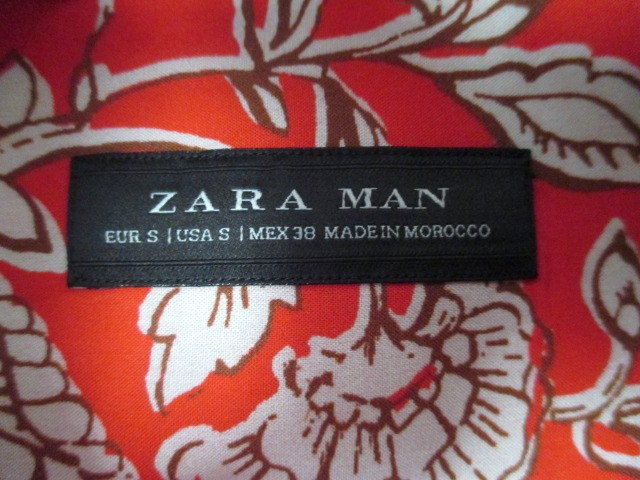 ZARA MAN
EUR S | USA S | MEX 38 MADE IN MOROCCO